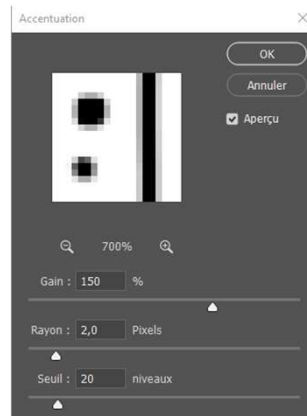 Accentuation
OK
Annuler
Aperçu
700%
Gain : 150 %
Rayon : 2,0 Pixels
Seuil : 20 niveaux